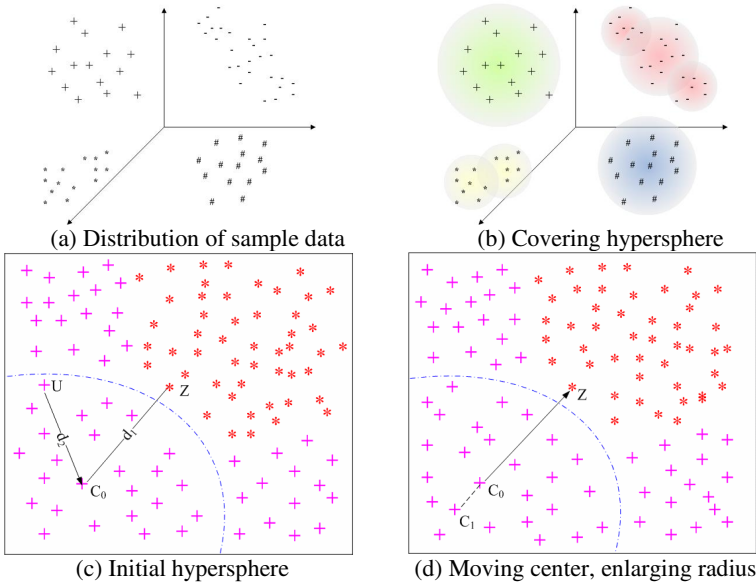 (a) Distribution of sample data
(b) Covering hypersphere
U
Z
d₂
d₁
C₀
(c) Initial hypersphere
Z
C₀
C₁
(d) Moving center, enlarging radius